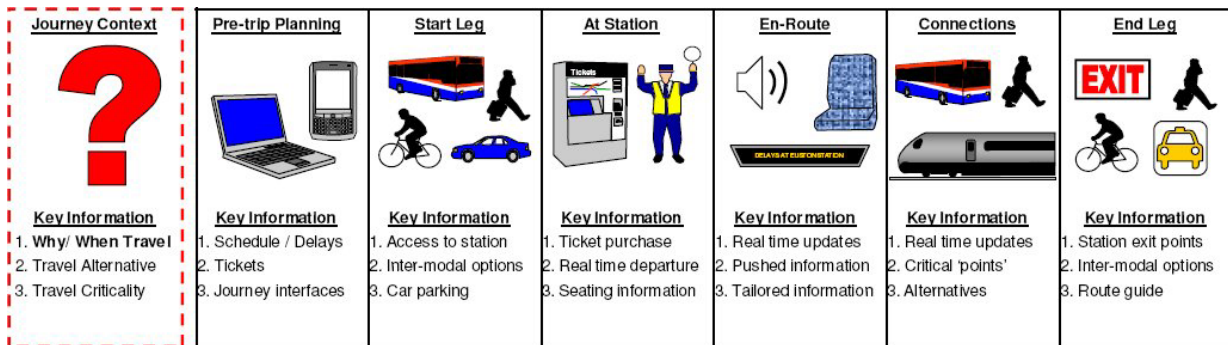 Journey Context
Key Information
1. Why/ When Travel
2. Travel Alternative
3. Travel Criticality
Pre-trip Planning
Key Information
1. Schedule / Delays
2. Tickets
3. Journey interfaces
Start Leg
Key Information
1. Access to station
2. Inter-modal options
3. Car parking
At Station
Tickets
Key Information
1. Ticket purchase
2. Real time departure
3. Seating information
En-Route
DELAYS AT EUSTON STATION
Key Information
1. Real time updates
2. Pushed information
3. Tailored information
Connections
Key Information
1. Real time updates
2. Critical ‘points’
3. Alternatives
End Leg
EXIT
Key Information
1. Station exit points
2. Inter-modal options
3. Route guide